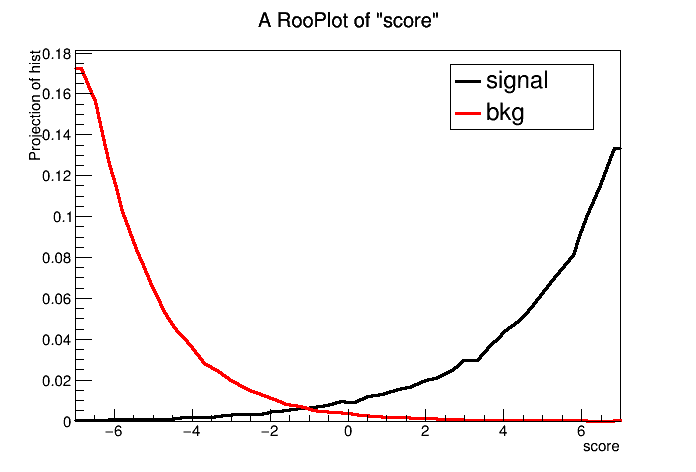 A RooPlot of "score"
Projection of hist
0.18
0.16
0.14
0.12
0.1
0.08
0.06
0.04
0.02
0
signal
bkg
−6 −4 −2 0 2 4 6
score